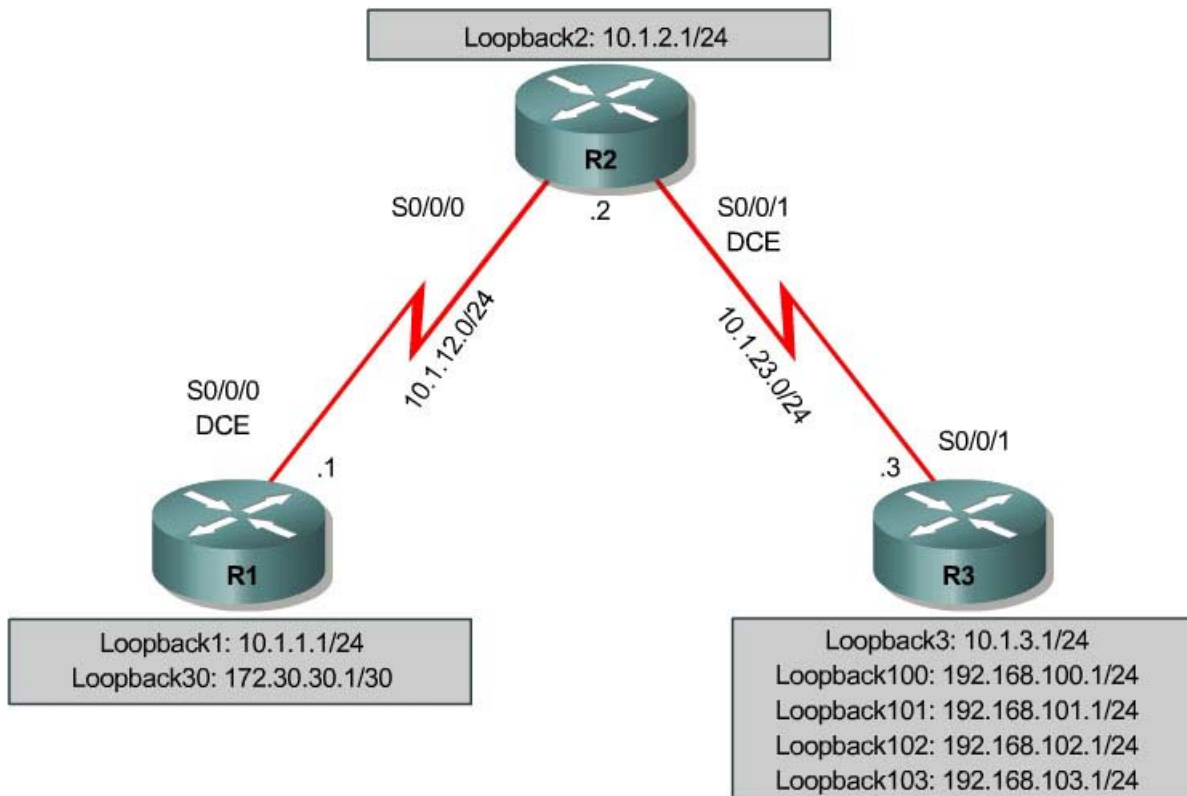 Loopback2: 10.1.2.1/24
R2
S0/0/0
.2
S0/0/1
DCE
10.1.12.0/24
10.1.23.0/24
S0/0/0
DCE
.1
S0/0/1
.3
R1
R3
Loopback1: 10.1.1.1/24
Loopback30: 172.30.30.1/30
Loopback3: 10.1.3.1/24
Loopback100: 192.168.100.1/24
Loopback101: 192.168.101.1/24
Loopback102: 192.168.102.1/24
Loopback103: 192.168.103.1/24